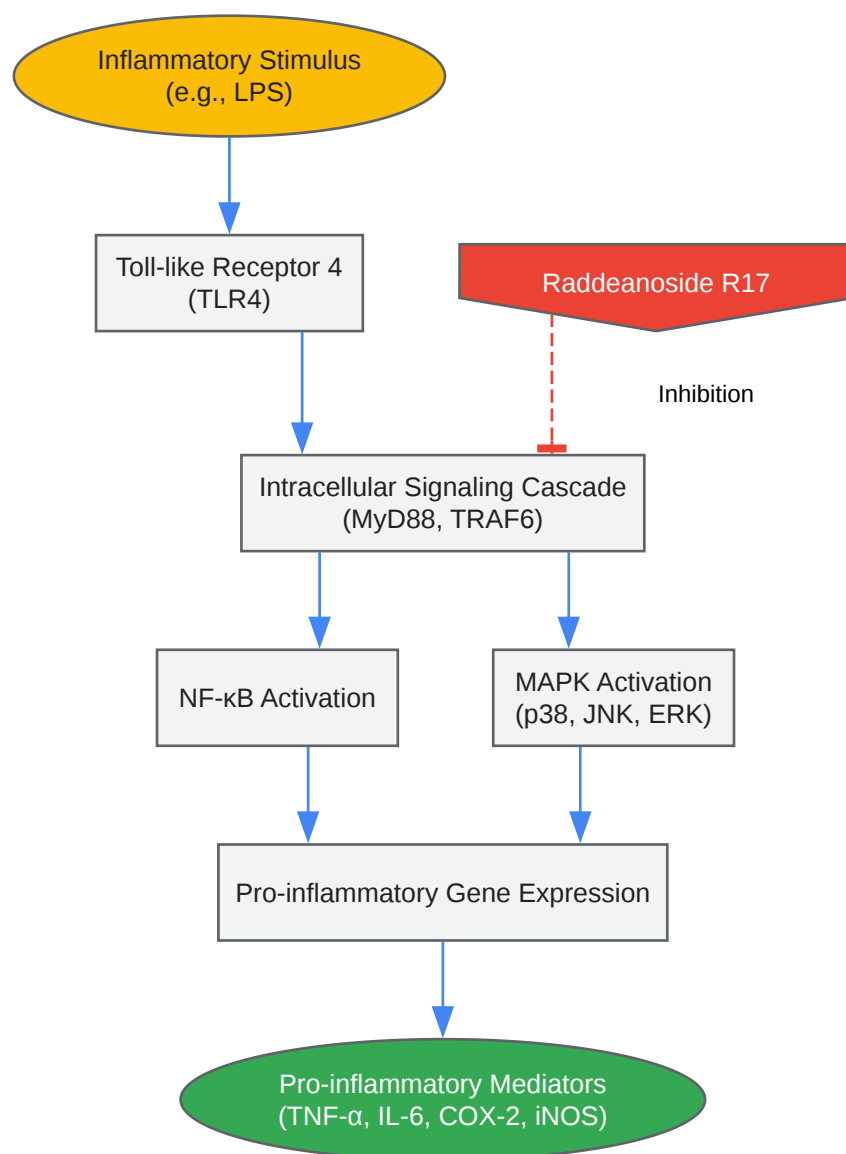 Inflammatory Stimulus
(e.g., LPS)
Toll-like Receptor 4
(TLR4)
Raddeanoside R17
Inhibition
Intracellular Signaling Cascade
(MyD88, TRAF6)
NF-κB Activation
MAPK Activation
(p38, JNK, ERK)
Pro-inflammatory Gene Expression
Pro-inflammatory Mediators
(TNF-α, IL-6, COX-2, iNOS)